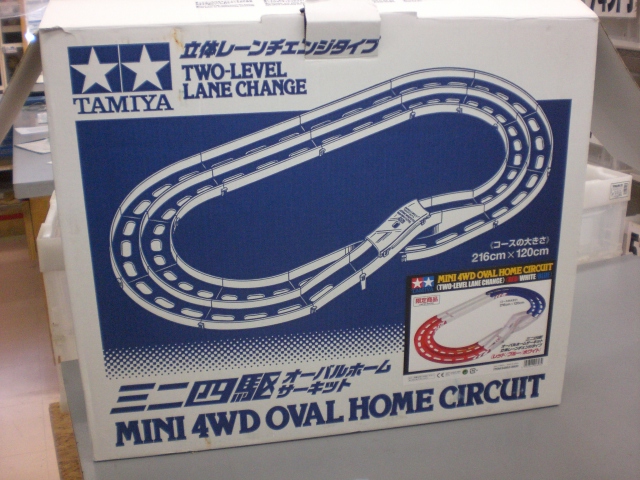 立体レーンチェンジタイプ
TWO-LEVEL
LANE CHANGE
TAMIYA
(コースの大きさ)
216cm×120cm
MINI 4WD OVAL HOME CIRCUIT
(TWO-LEVEL LANE CHANGE) RED WHITE
限定商品
ミニ四駆
オーバルホーム
サーキット
MINI 4WD OVAL HOME CIRCUIT